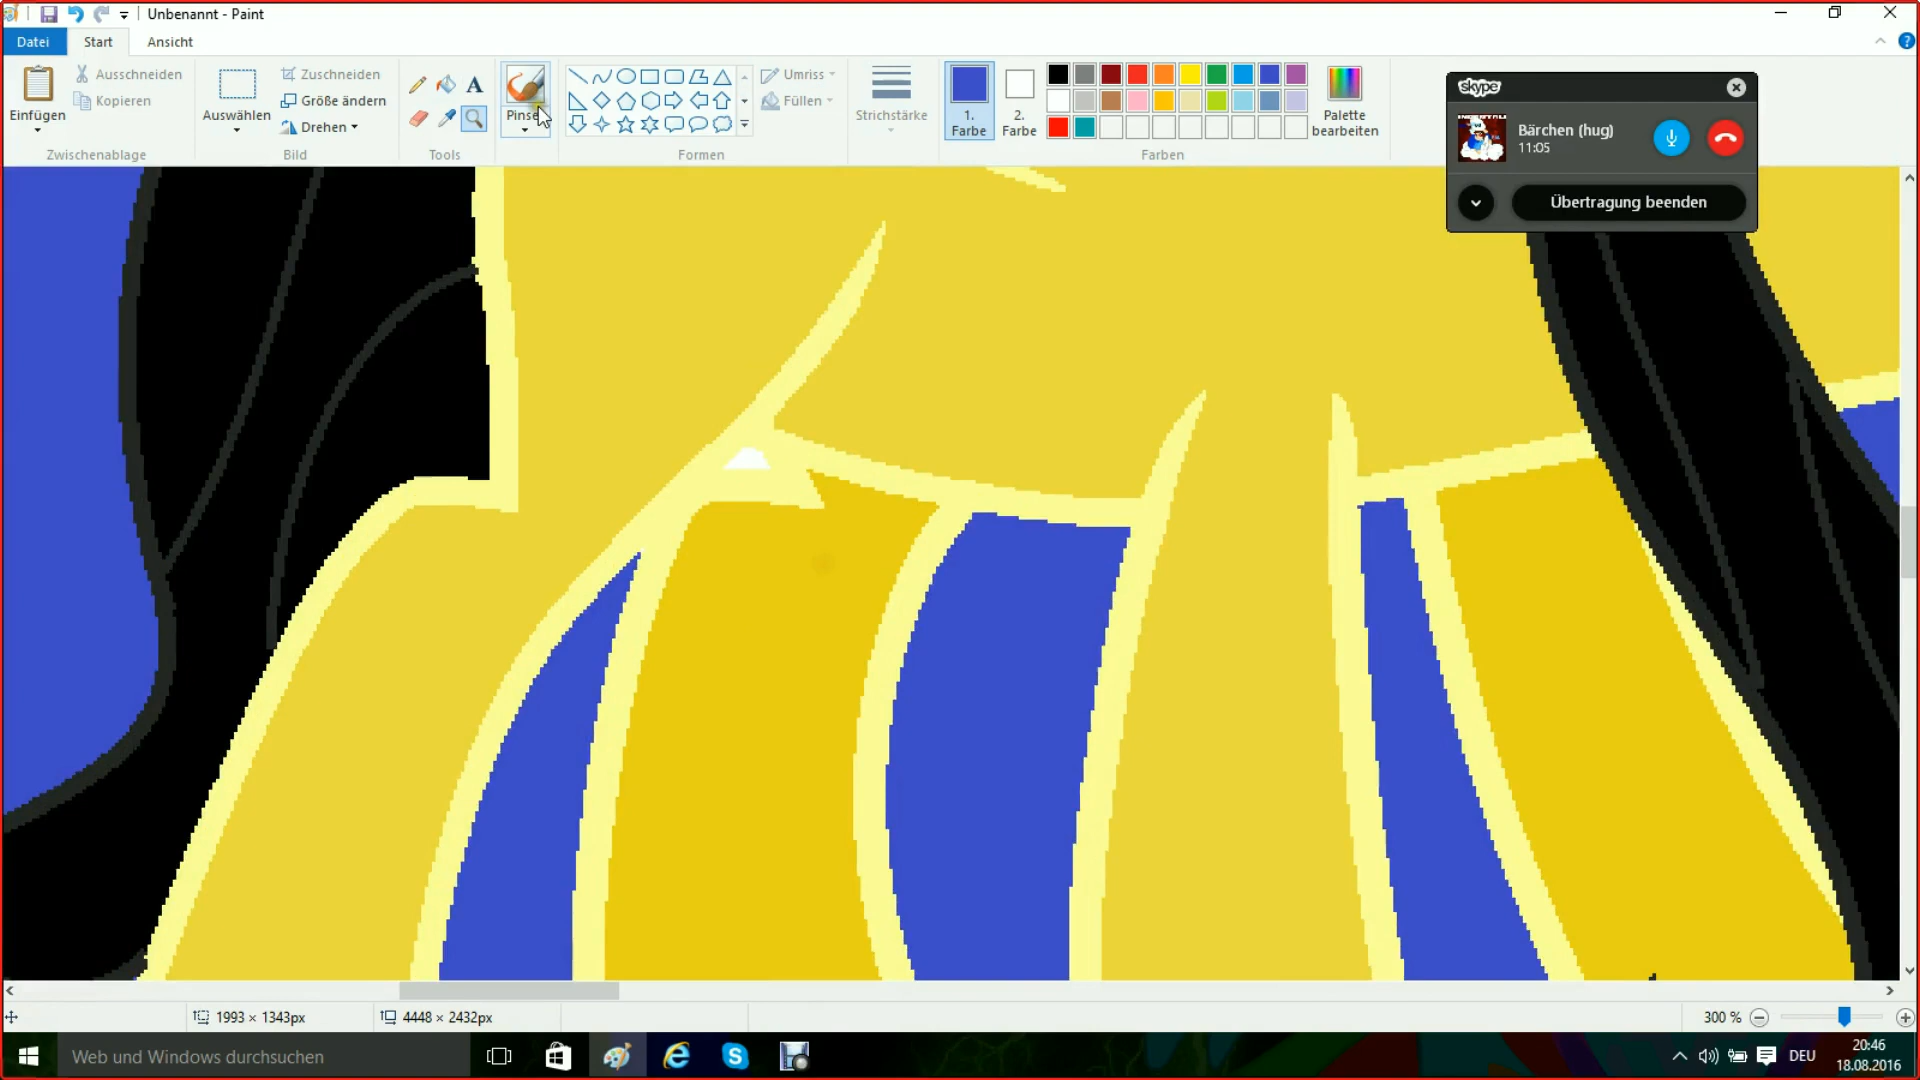 Unbenannt - Paint
Datei
Start
Ansicht
Einfügen
Ausschneiden
Kopieren
Zwischenablage
Auswählen
Zuschneiden
Größe ändern
Drehen
Bild
A
Tools
Pinsel
Umriss
Füllen
Formen
Strichstärke
1.
Farbe
2.
Farbe
Farben
Palette
bearbeiten
skype
Bärchen (hug)
11:05
Übertragung beenden
1993 × 1343px
4448 × 2432px
300 %
Web und Windows durchsuchen
DEU
20:46
18.08.2016